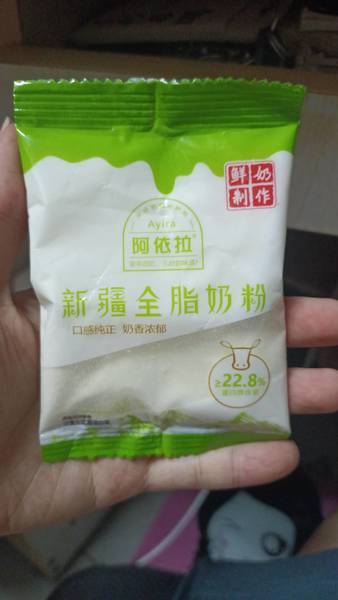 鲜奶
制作
Ayira
阿依拉
新疆全脂奶粉
口感纯正 奶香浓郁
≥22.8%